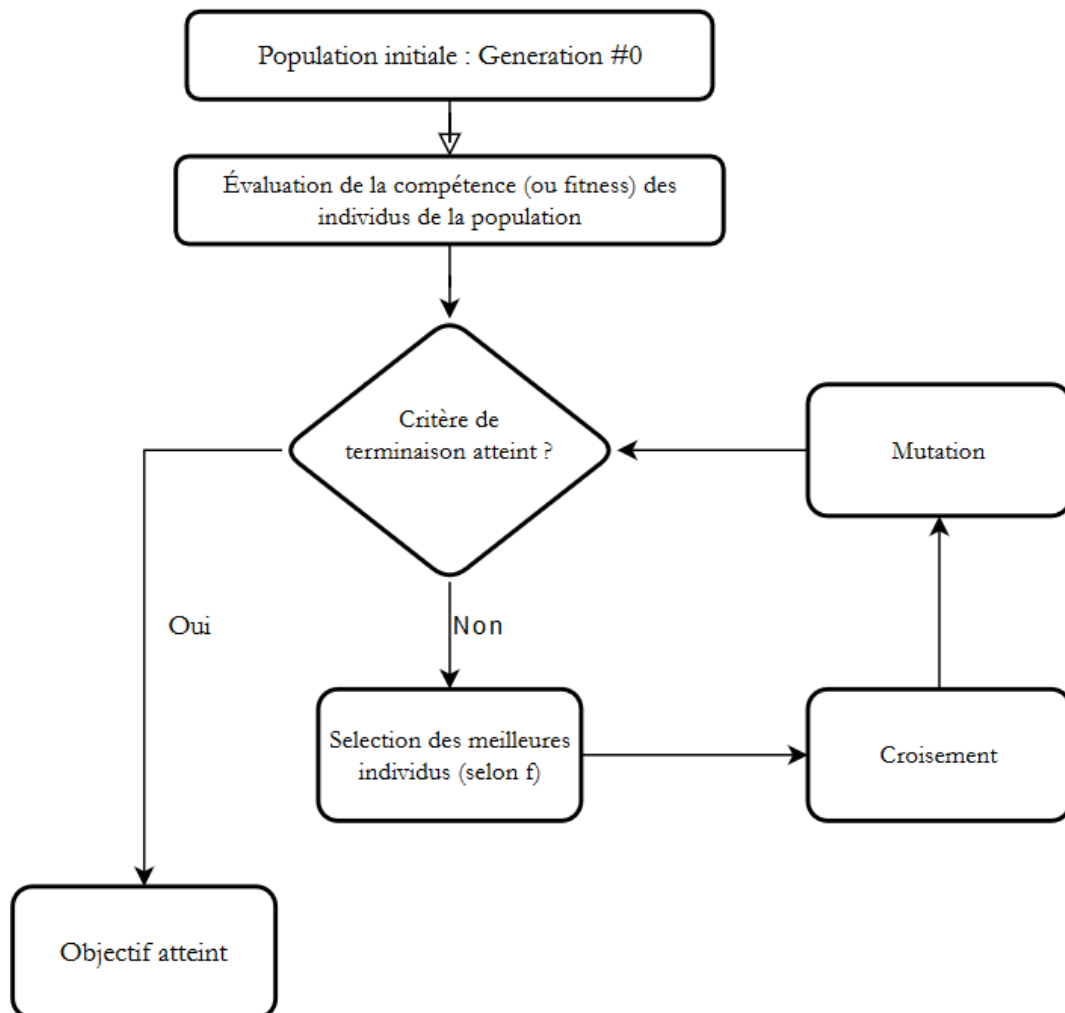 Population initiale : Generation #0
Évaluation de la compétence (ou fitness) des
individus de la population
Critère de
terminaison atteint ?
Mutation
Oui
Non
Selection des meilleures
individus (selon f)
Croisement
Objectif atteint